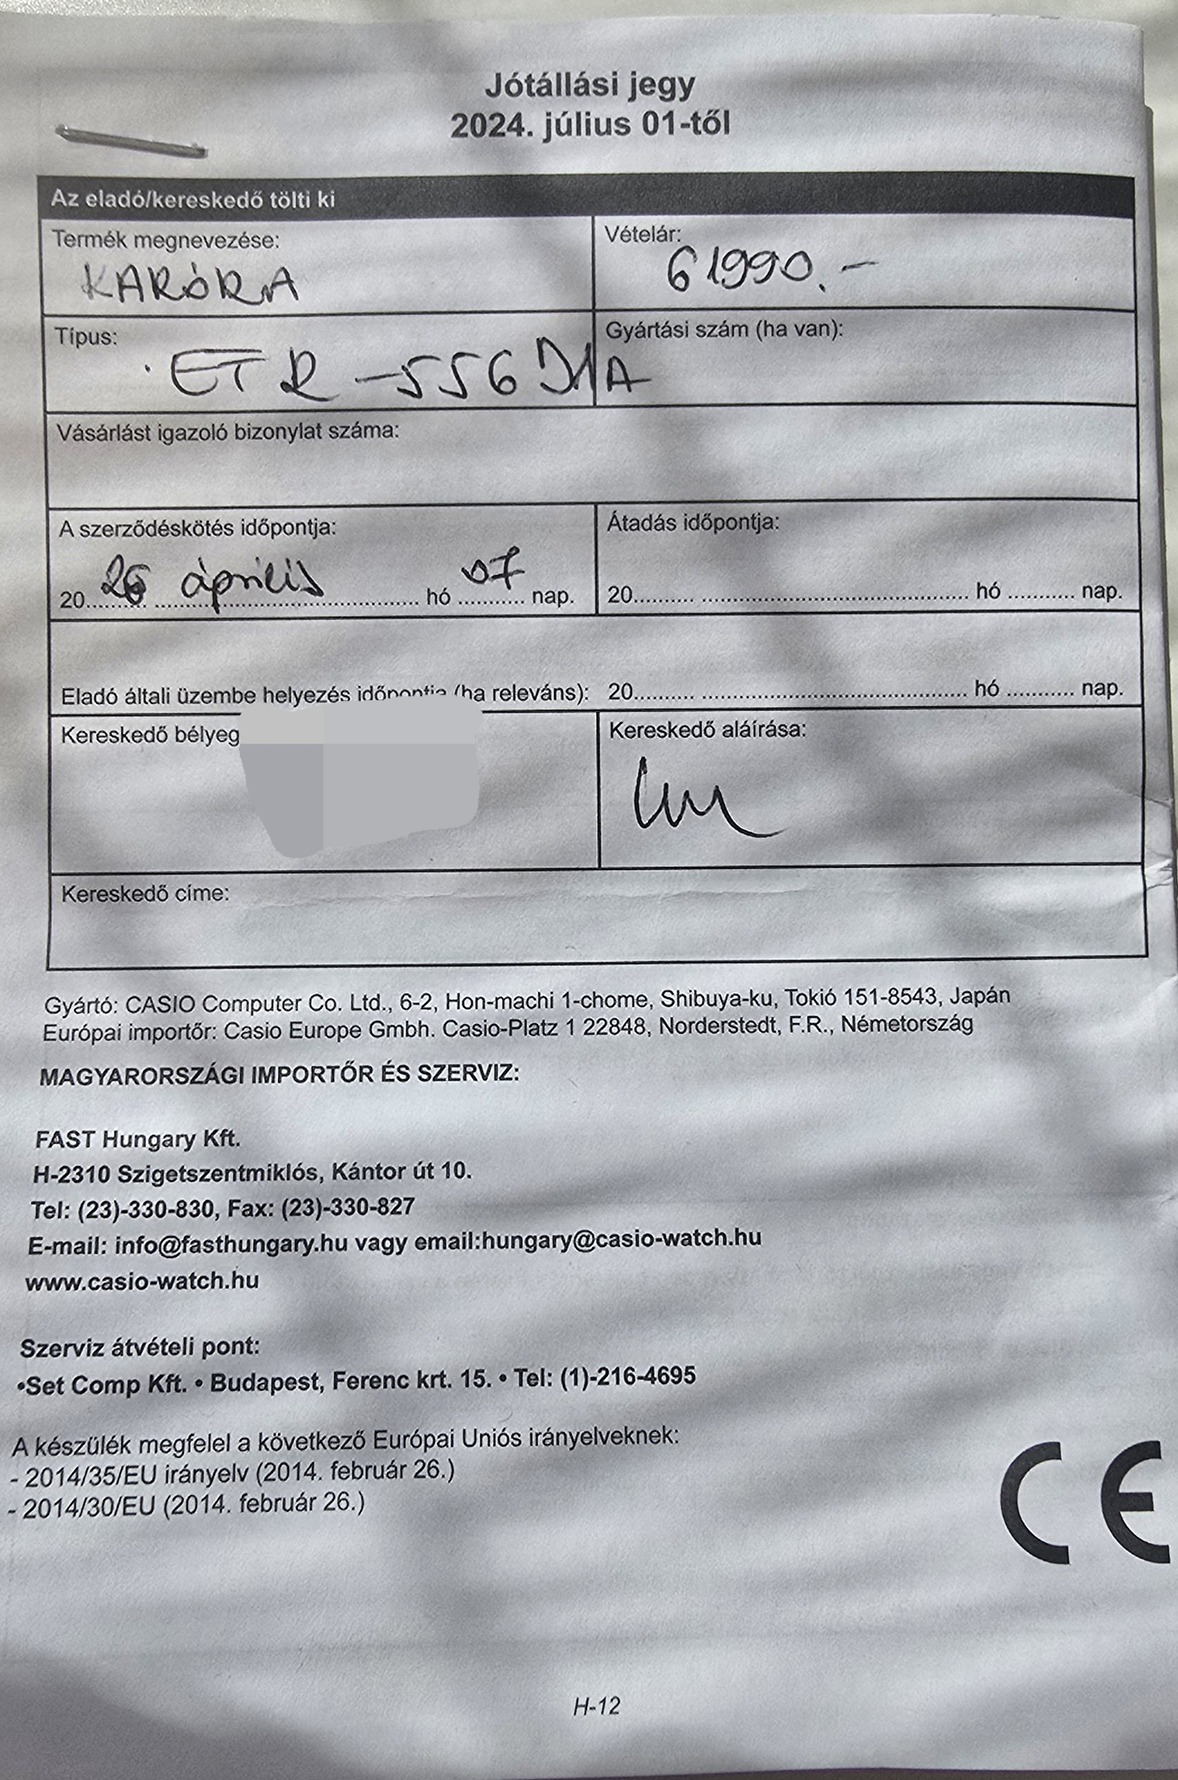 Jótállási jegy
2024. július 01-től
Az eladó/kereskedő tölti ki
Termék megnevezése:
KARÓRA
Vételár:
61990.-
Típus:
ETR-556D1A
Gyártási szám (ha van):
Vásárlást igazoló bizonylat száma:
A szerződéskötés időpontja:
20 26 április hó 07 nap.
Átadás időpontja:
20.......... ........................................ hó .......... nap.
Eladó általi üzembe helyezés időpontja (ha releváns): 20.......... ........................................ hó .......... nap.
Kereskedő bélyeg
Kereskedő aláírása:
Kereskedő címe:
Gyártó: CASIO Computer Co. Ltd., 6-2, Hon-machi 1-chome, Shibuya-ku, Tokió 151-8543, Japán
Európai importőr: Casio Europe Gmbh. Casio-Platz 1 22848, Norderstedt, F.R., Németország
MAGYARORSZÁGI IMPORTŐR ÉS SZERVIZ:
FAST Hungary Kft.
H-2310 Szigetszentmiklós, Kántor út 10.
Tel: (23)-330-830, Fax: (23)-330-827
E-mail: info@fasthungary.hu vagy email:hungary@casio-watch.hu
www.casio-watch.hu
Szerviz átvételi pont:
•Set Comp Kft. • Budapest, Ferenc krt. 15. • Tel: (1)-216-4695
A készülék megfelel a következő Európai Uniós irányelveknek:
- 2014/35/EU irányelv (2014. február 26.)
- 2014/30/EU (2014. február 26.)
CE
H-12